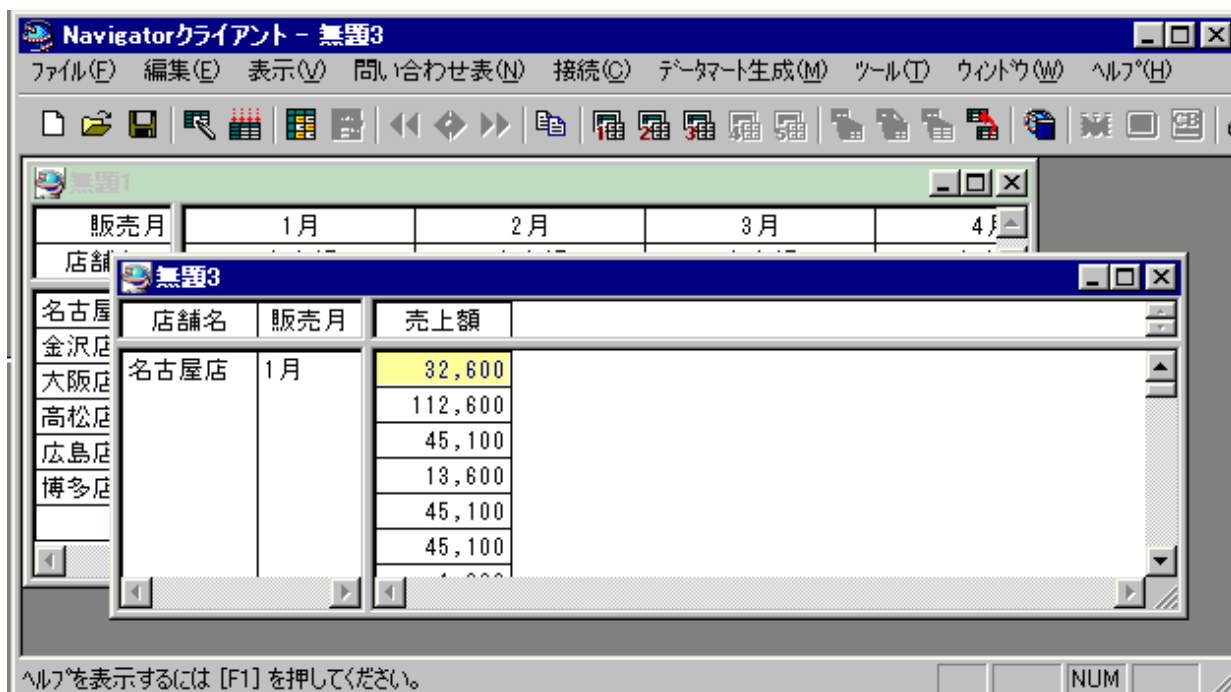 Navigatorクライアント - 無題3
ファイル(F) 編集(E) 表示(V) 問い合わせ表(N) 接続(C) データマート生成(M) ツール(T) ウィンドウ(W) ヘルプ(H)
無題1
販売月 1月 2月 3月 4月
店舗
名古屋
金沢店
大阪店
高松店
広島店
博多店
無題3
店舗名 販売月 売上額
名古屋店 1月 32,600
112,600
45,100
13,600
45,100
45,100
ヘルプを表示するには [F1] を押してください。 NUM